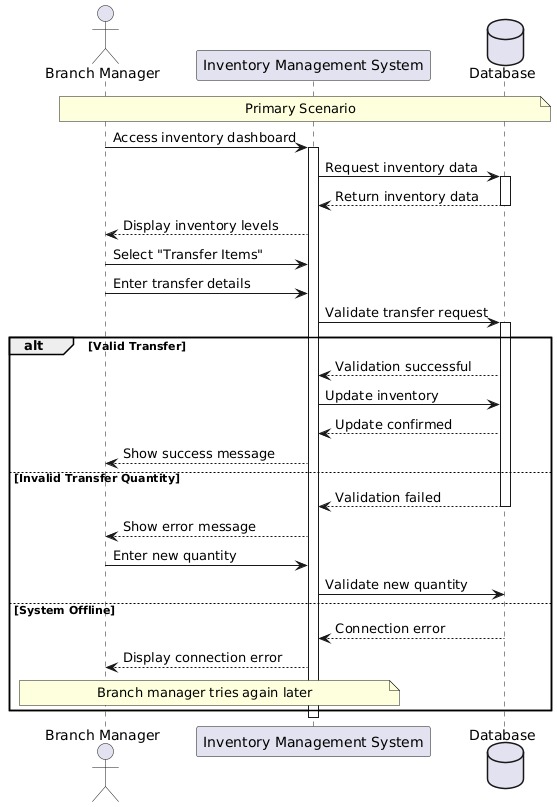 Branch Manager
Inventory Management System
Database
Primary Scenario
Access inventory dashboard
Request inventory data
Return inventory data
Display inventory levels
Select "Transfer Items"
Enter transfer details
Validate transfer request
alt
[Valid Transfer]
Validation successful
Update inventory
Update confirmed
Show success message
[Invalid Transfer Quantity]
Validation failed
Show error message
Enter new quantity
Validate new quantity
[System Offline]
Connection error
Display connection error
Branch manager tries again later
Branch Manager
Inventory Management System
Database